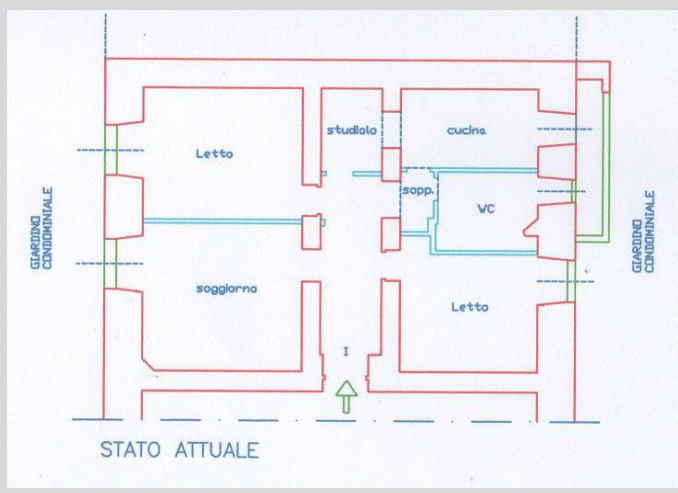 studiolo
cucina
Letto
sopp.
WC
GIARDINO
CONDOMINIALE
GIARDINO
CONDOMINIALE
soggiorno
Letto
I
STATO ATTUALE